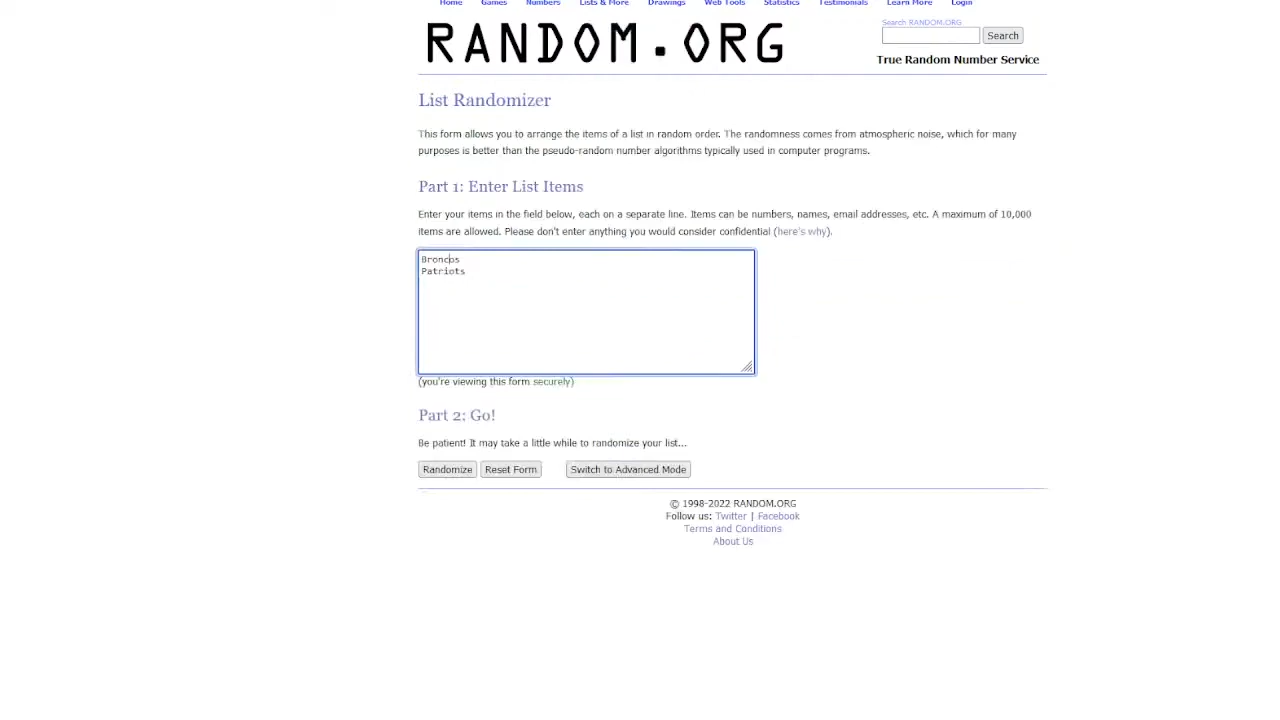 Home Games Numbers Lists & More Drawings Web Tools Statistics Testimonials Learn More Login
RANDOM.ORG
Search RANDOM.ORG
Search
True Random Number Service
List Randomizer
This form allows you to arrange the items of a list in random order. The randomness comes from atmospheric noise, which for many
purposes is better than the pseudo-random number algorithms typically used in computer programs.
Part 1: Enter List Items
Enter your items in the field below, each on a separate line. Items can be numbers, names, email addresses, etc. A maximum of 10,000
items are allowed. Please don't enter anything you would consider confidential (here's why).
Broncos
Patriots
(you're viewing this form securely)
Part 2: Go!
Be patient! It may take a little while to randomize your list...
Randomize Reset Form Switch to Advanced Mode
© 1998-2022 RANDOM.ORG
Follow us: Twitter | Facebook
Terms and Conditions
About Us